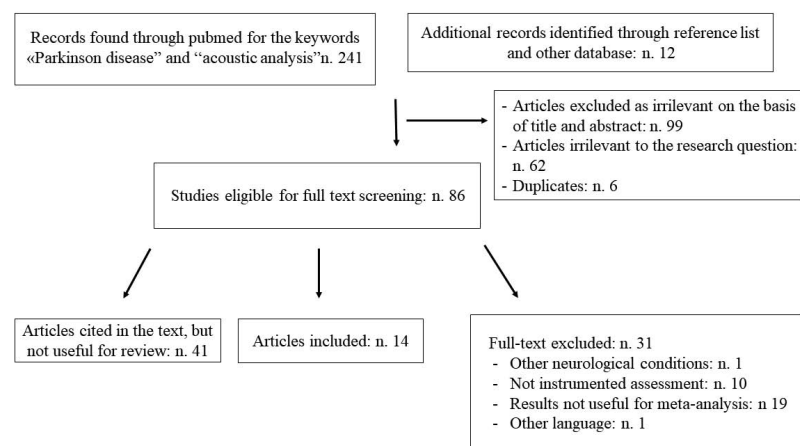 Records found through pubmed for the keywords
«Parkinson disease” and “acoustic analysis”n. 241
Additional records identified through reference list
and other database: n. 12
- Articles excluded as irrilevant on the basis
of title and abstract: n. 99
- Articles irrilevant to the research question:
n. 62
- Duplicates: n. 6
Studies eligible for full text screening: n. 86
Articles cited in the text, but
not useful for review: n. 41
Articles included: n. 14
Full-text excluded: n. 31
- Other neurological conditions: n. 1
- Not instrumented assessment: n. 10
- Results not useful for meta-analysis: n 19
- Other language: n. 1